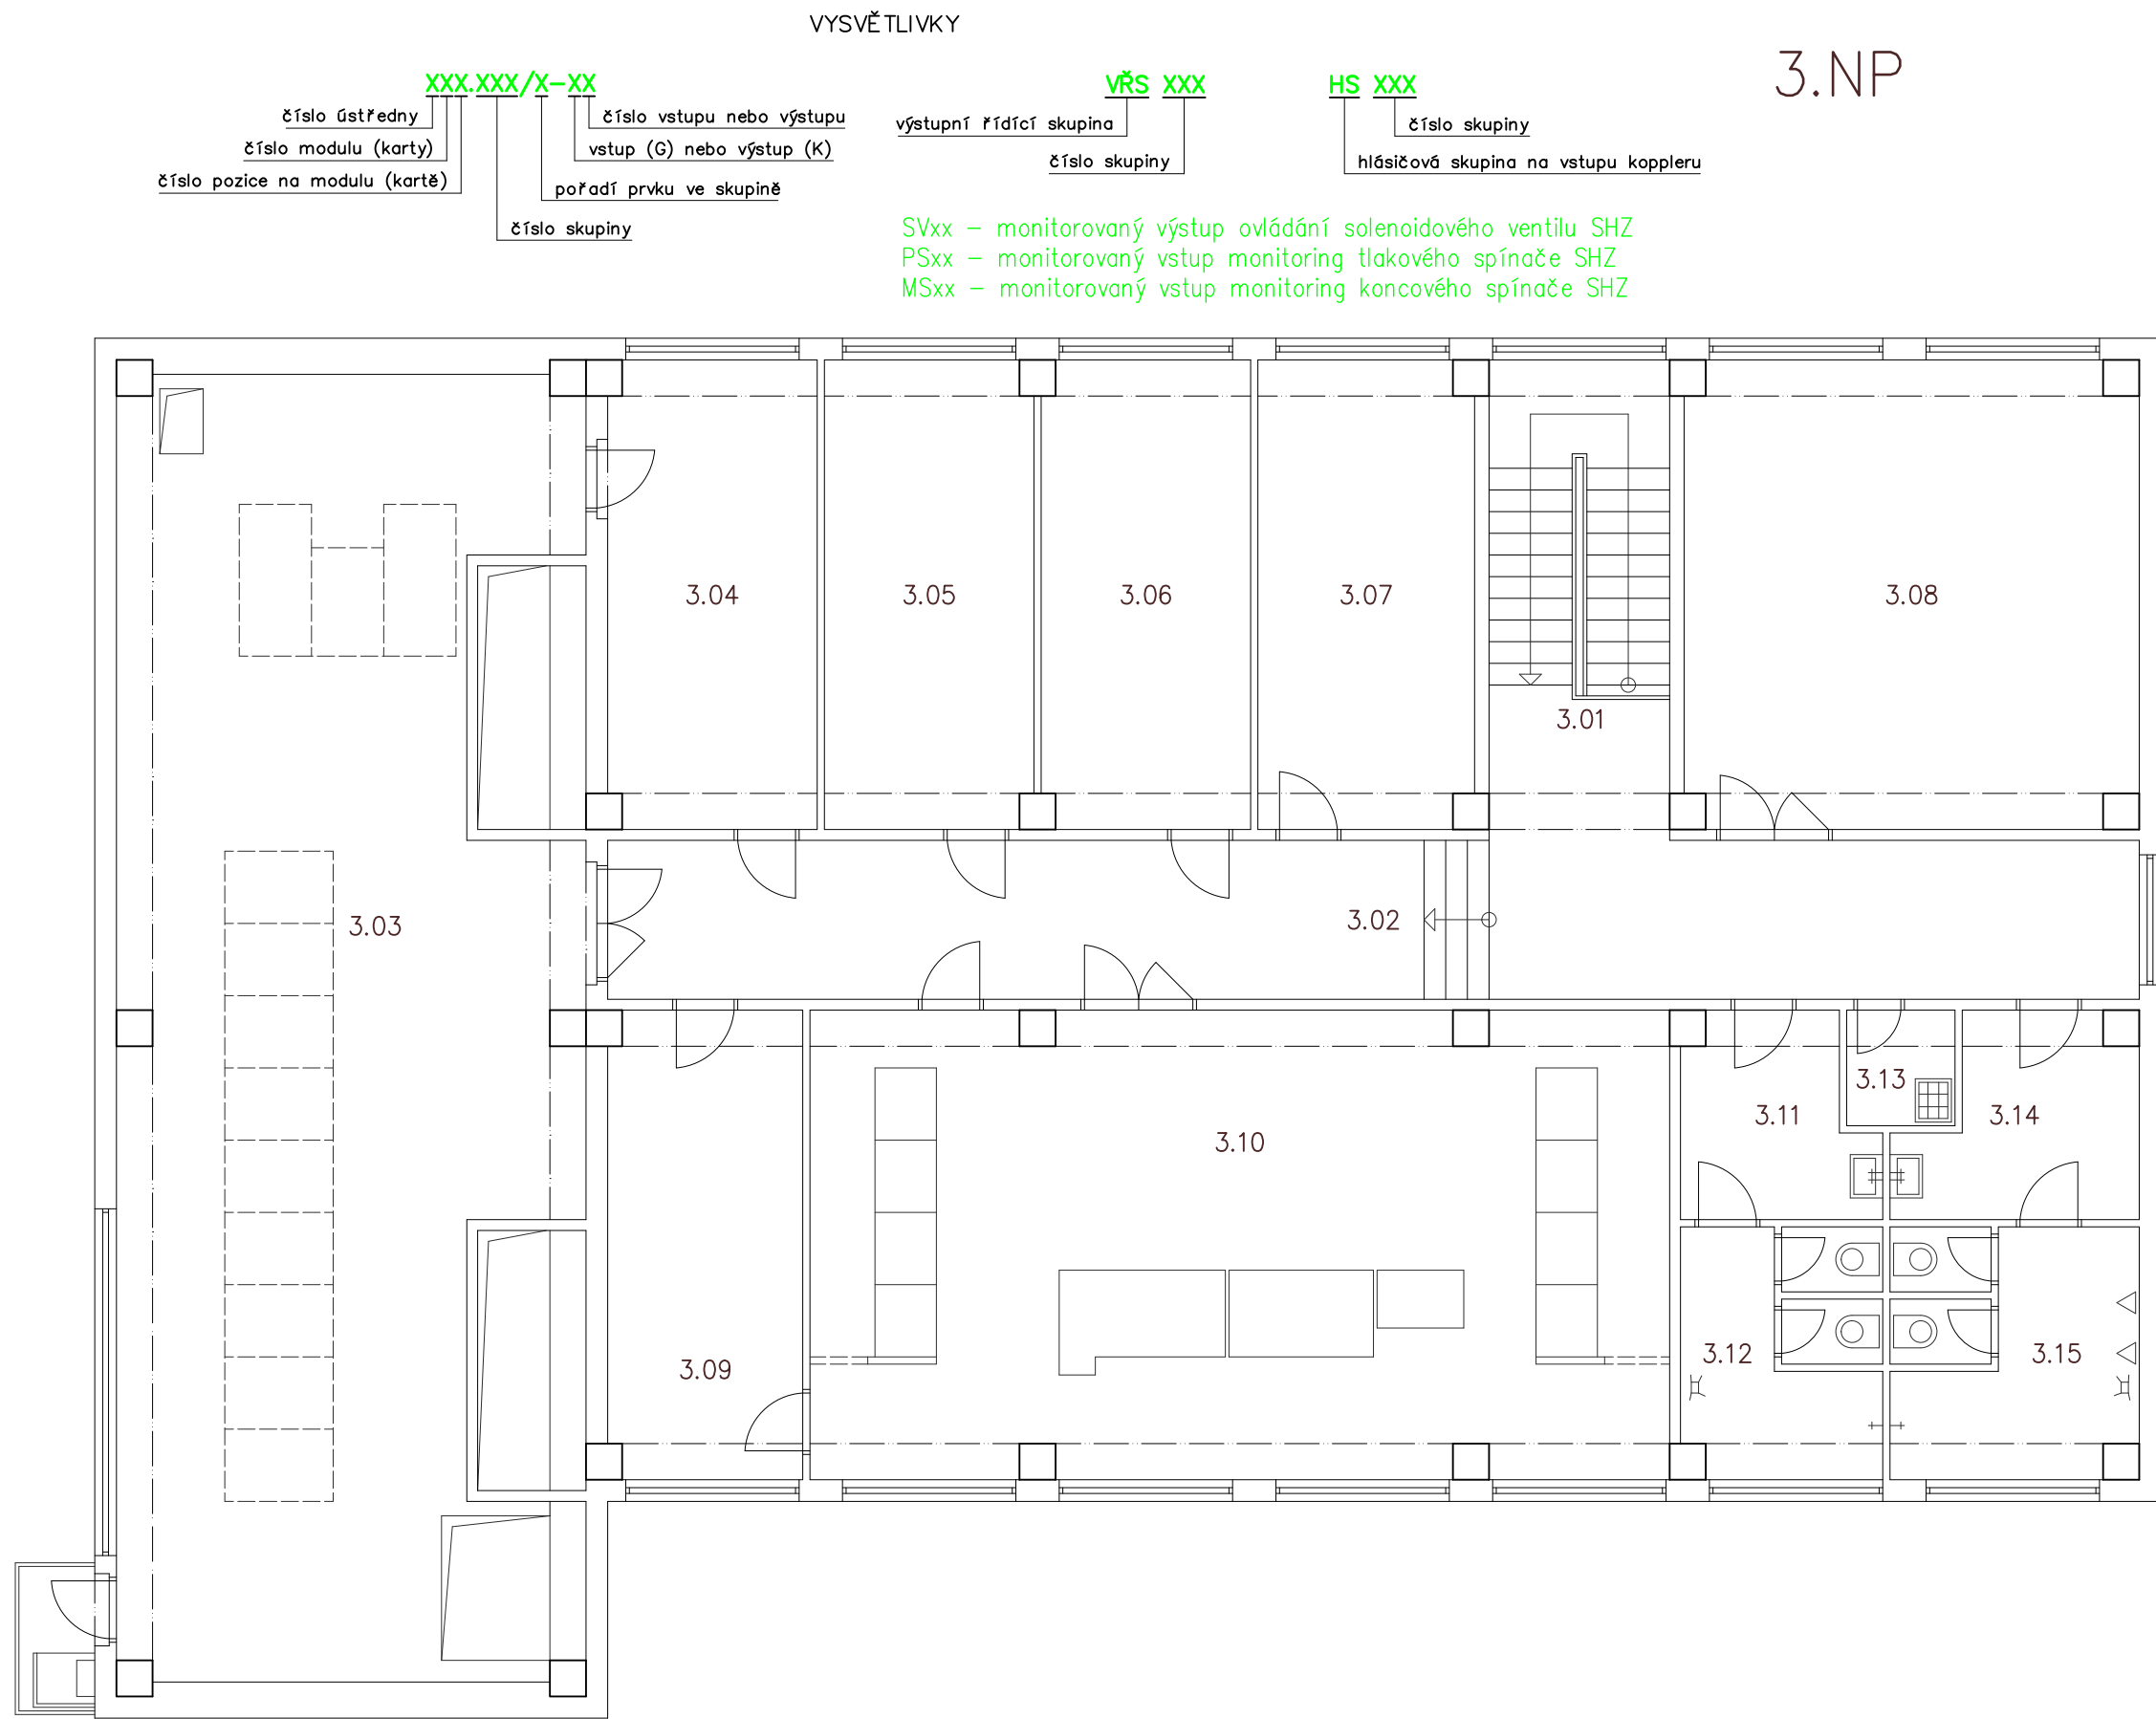 VYSVĚTLIVKY
3.NP
XXX.XXX/X-XX
VŘS XXX
HS XXX
číslo ústředny
číslo vstupu nebo výstupu
výstupní řídící skupina
číslo skupiny
číslo modulu (karty)
vstup (G) nebo výstup (K)
číslo skupiny
hlásičová skupina na vstupu koppleru
číslo pozice na modulu (kartě)
pořadí prvku ve skupině
číslo skupiny
SVxx – monitorovaný výstup ovládání solenoidového ventilu SHZ
PSxx – monitorovaný vstup monitoring tlakového spínače SHZ
MSxx – monitorovaný vstup monitoring koncového spínače SHZ
3.04
3.05
3.06
3.07
3.08
3.01
3.03
3.02
3.13
3.11
3.14
3.10
3.09
3.12
3.15